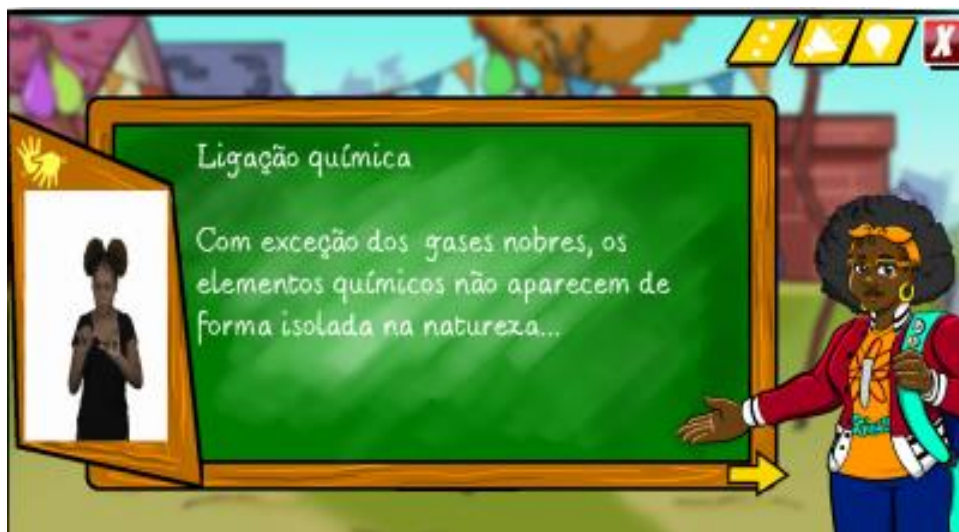 Ligação química
Com exceção dos gases nobres, os
elementos químicos não aparecem de
forma isolada na natureza...
X